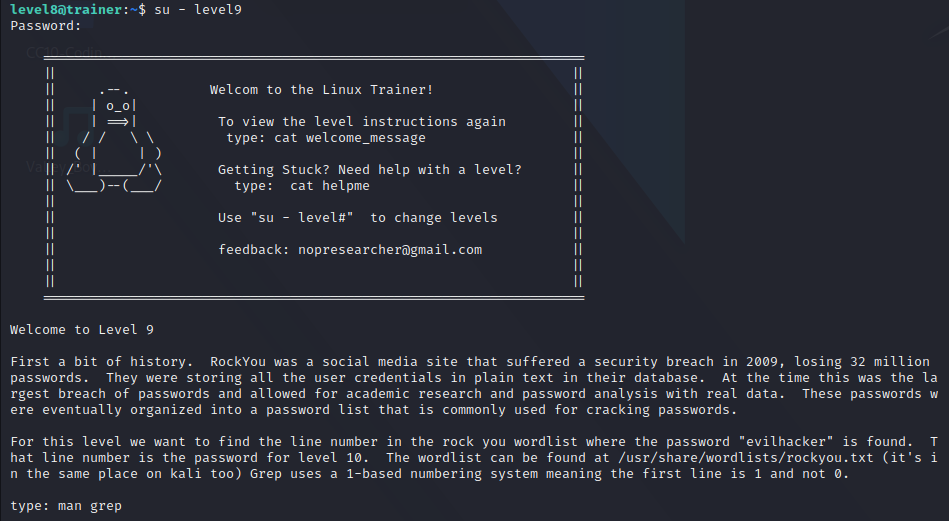 level8@trainer:~$ su - level9
Password:
Welcom to the Linux Trainer!
To view the level instructions again
type: cat welcome_message
Getting Stuck? Need help with a level?
type:  cat helpme
Use "su - level#"  to change levels
feedback: nopresearcher@gmail.com
Welcome to Level 9
First a bit of history.  RockYou was a social media site that suffered a security breach in 2009, losing 32 million
passwords.  They were storing all the user credentials in plain text in their database.  At the time this was the la
rgest breach of passwords and allowed for academic research and password analysis with real data.  These passwords w
ere eventually organized into a password list that is commonly used for cracking passwords.
For this level we want to find the line number in the rock you wordlist where the password "evilhacker" is found.  T
hat line number is the password for level 10.  The wordlist can be found at /usr/share/wordlists/rockyou.txt (it's i
n the same place on kali too) Grep uses a 1-based numbering system meaning the first line is 1 and not 0.
type: man grep